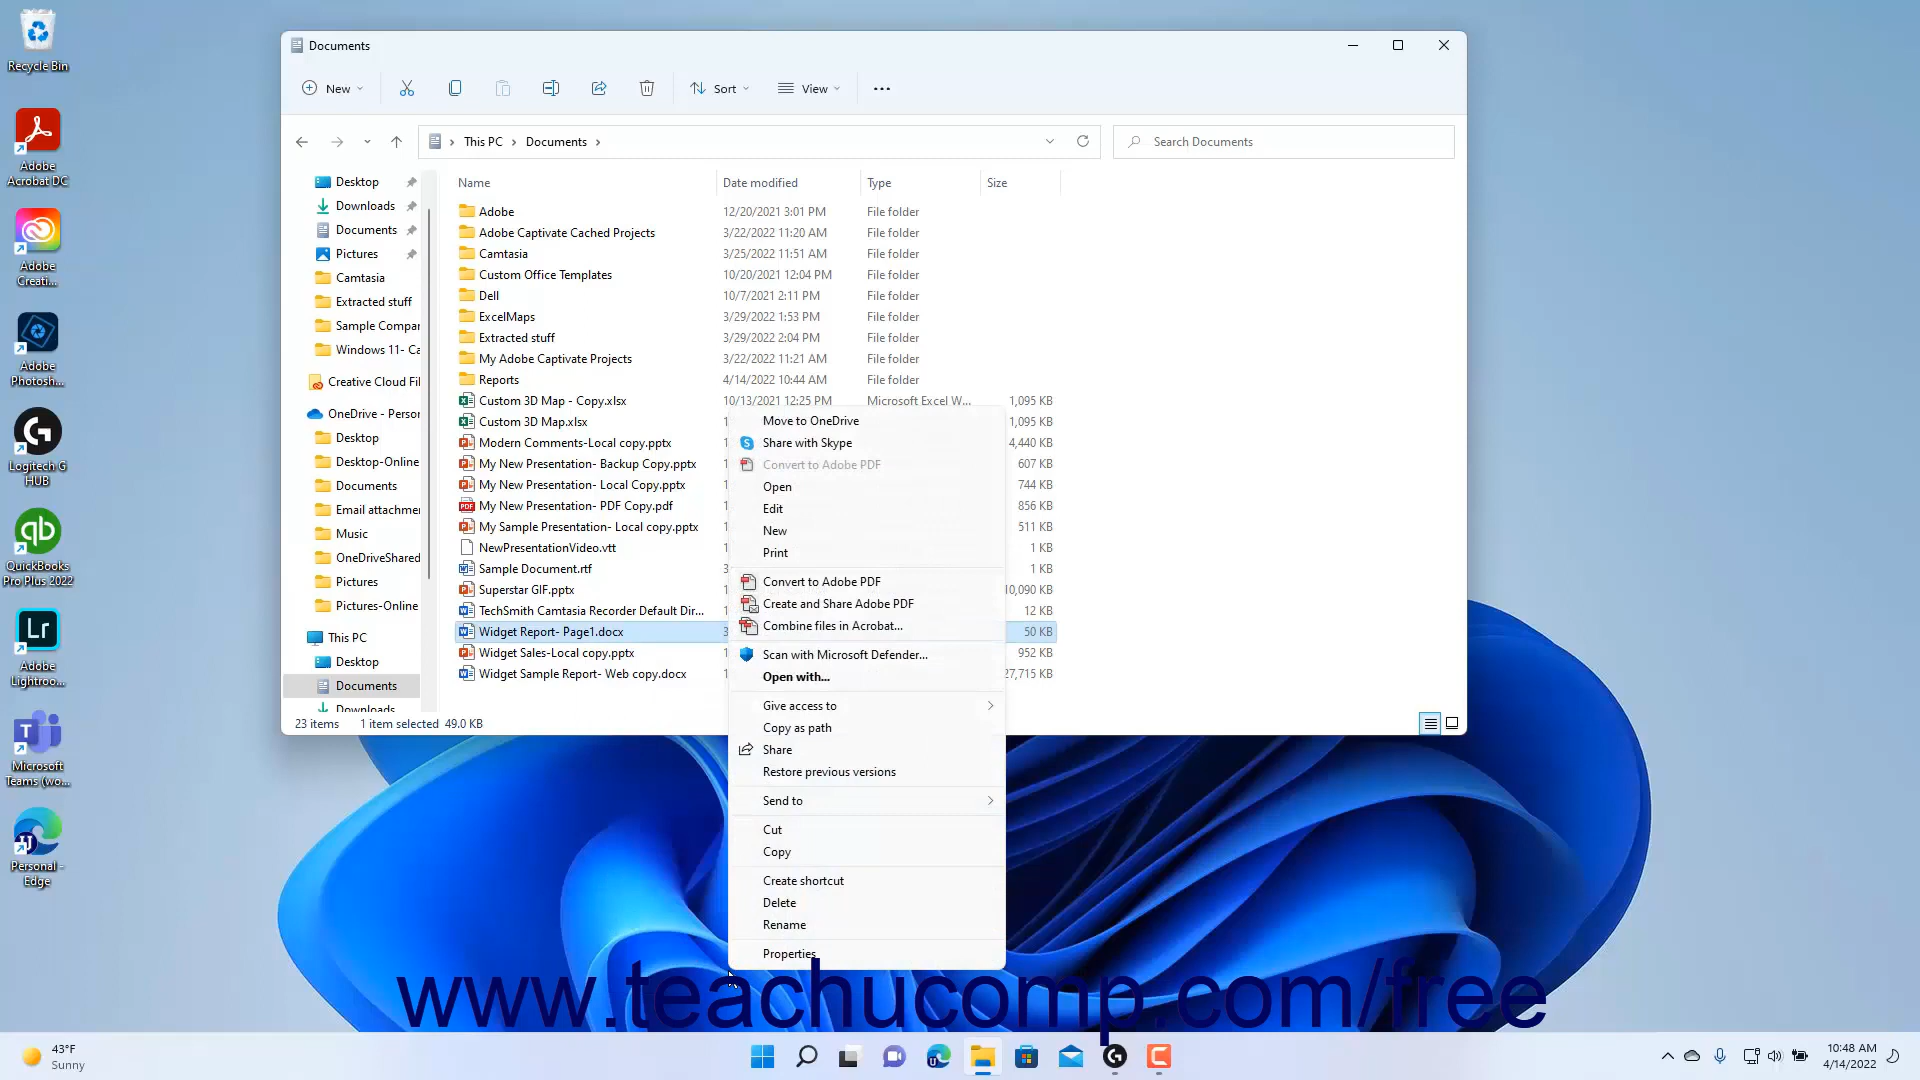 Recycle Bin
Adobe
Acrobat DC
Adobe
Creati...
Adobe
Photosh...
Logitech G
HUB
QuickBooks
Pro Plus 2022
Lr
Adobe
Lightroo...
Microsoft
Teams (wo...
Personal -
Edge
Documents
New
Sort
View
This PC > Documents >
Search Documents
Desktop
Downloads
Documents
Pictures
Camtasia
Extracted stuff
Sample Compar
Windows 11- Ca
Creative Cloud Fil
OneDrive - Person
Desktop
Desktop-Online
Documents
Email attachmen
Music
OneDriveShared
Pictures
Pictures-Online
This PC
Desktop
Documents
Downloads
Name Date modified Type Size
Adobe 12/20/2021 3:01 PM File folder
Adobe Captivate Cached Projects 3/22/2022 11:20 AM File folder
Camtasia 3/25/2022 11:51 AM File folder
Custom Office Templates 10/20/2021 12:04 PM File folder
Dell 10/7/2021 2:11 PM File folder
ExcelMaps 3/29/2022 1:53 PM File folder
Extracted stuff 3/29/2022 2:04 PM File folder
My Adobe Captivate Projects 3/22/2022 11:21 AM File folder
Reports 4/14/2022 10:44 AM File folder
Custom 3D Map - Copy.xlsx 10/13/2021 12:25 PM Microsoft Excel W... 1,095 KB
Custom 3D Map.xlsx 1,095 KB
Modern Comments-Local copy.pptx 4,440 KB
My New Presentation- Backup Copy.pptx 607 KB
My New Presentation- Local Copy.pptx 744 KB
My New Presentation- PDF Copy.pdf 856 KB
My Sample Presentation- Local copy.pptx 511 KB
NewPresentationVideo.vtt 1 KB
Sample Document.rtf 1 KB
Superstar GIF.pptx 10,090 KB
TechSmith Camtasia Recorder Default Dir... 12 KB
Widget Report- Page1.docx 50 KB
Widget Sales-Local copy.pptx 952 KB
Widget Sample Report- Web copy.docx 27,715 KB
23 items 1 item selected 49.0 KB
Move to OneDrive
Share with Skype
Convert to Adobe PDF
Open
Edit
New
Print
Convert to Adobe PDF
Create and Share Adobe PDF
Combine files in Acrobat...
Scan with Microsoft Defender...
Open with...
Give access to
Copy as path
Share
Restore previous versions
Send to
Cut
Copy
Create shortcut
Delete
Rename
Properties
www.teachucomp.com/free
43°F
Sunny
10:48 AM
4/14/2022